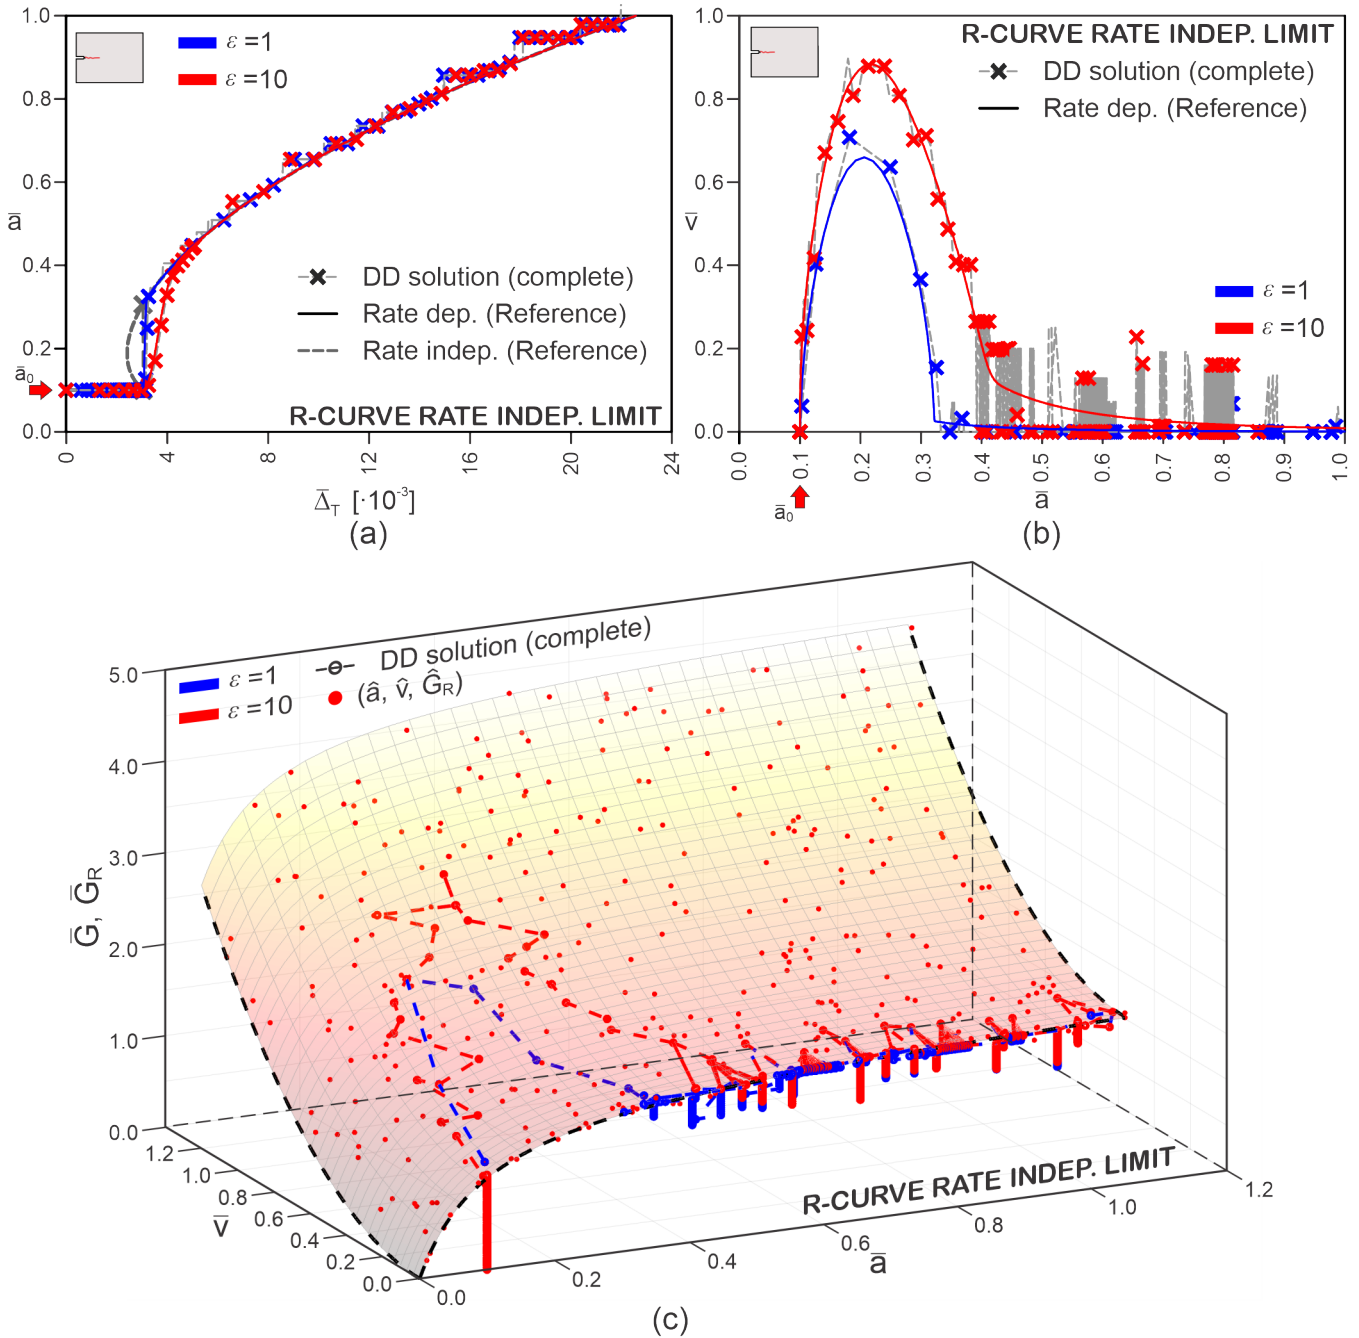 1.0
0.8
0.6
0.4
0.2
0.0
a̅
a̅₀
ε =1
ε =10
DD solution (complete)
Rate dep. (Reference)
Rate indep. (Reference)
R-CURVE RATE INDEP. LIMIT
0 4 8 12 16 20 24
Δ̅T [·10⁻³]
(a)
R-CURVE RATE INDEP. LIMIT
DD solution (complete)
Rate dep. (Reference)
1.0
0.8
0.6
0.4
0.2
0.0
v̅
ε =1
ε =10
0.0 0.1 0.2 0.3 0.4 0.5 0.6 0.7 0.8 0.9 1.0
a̅₀
a̅
(b)
ε =1
ε =10
DD solution (complete)
(â, v̂, ĜR)
5.0
4.0
3.0
2.0
1.0
0.0
G̅, G̅R
1.2
1.0
0.8
0.6
0.4
0.2
0.0
v̅
0.0
0.2
0.4
0.6
0.8
1.0
1.2
a̅
R-CURVE RATE INDEP. LIMIT
(c)